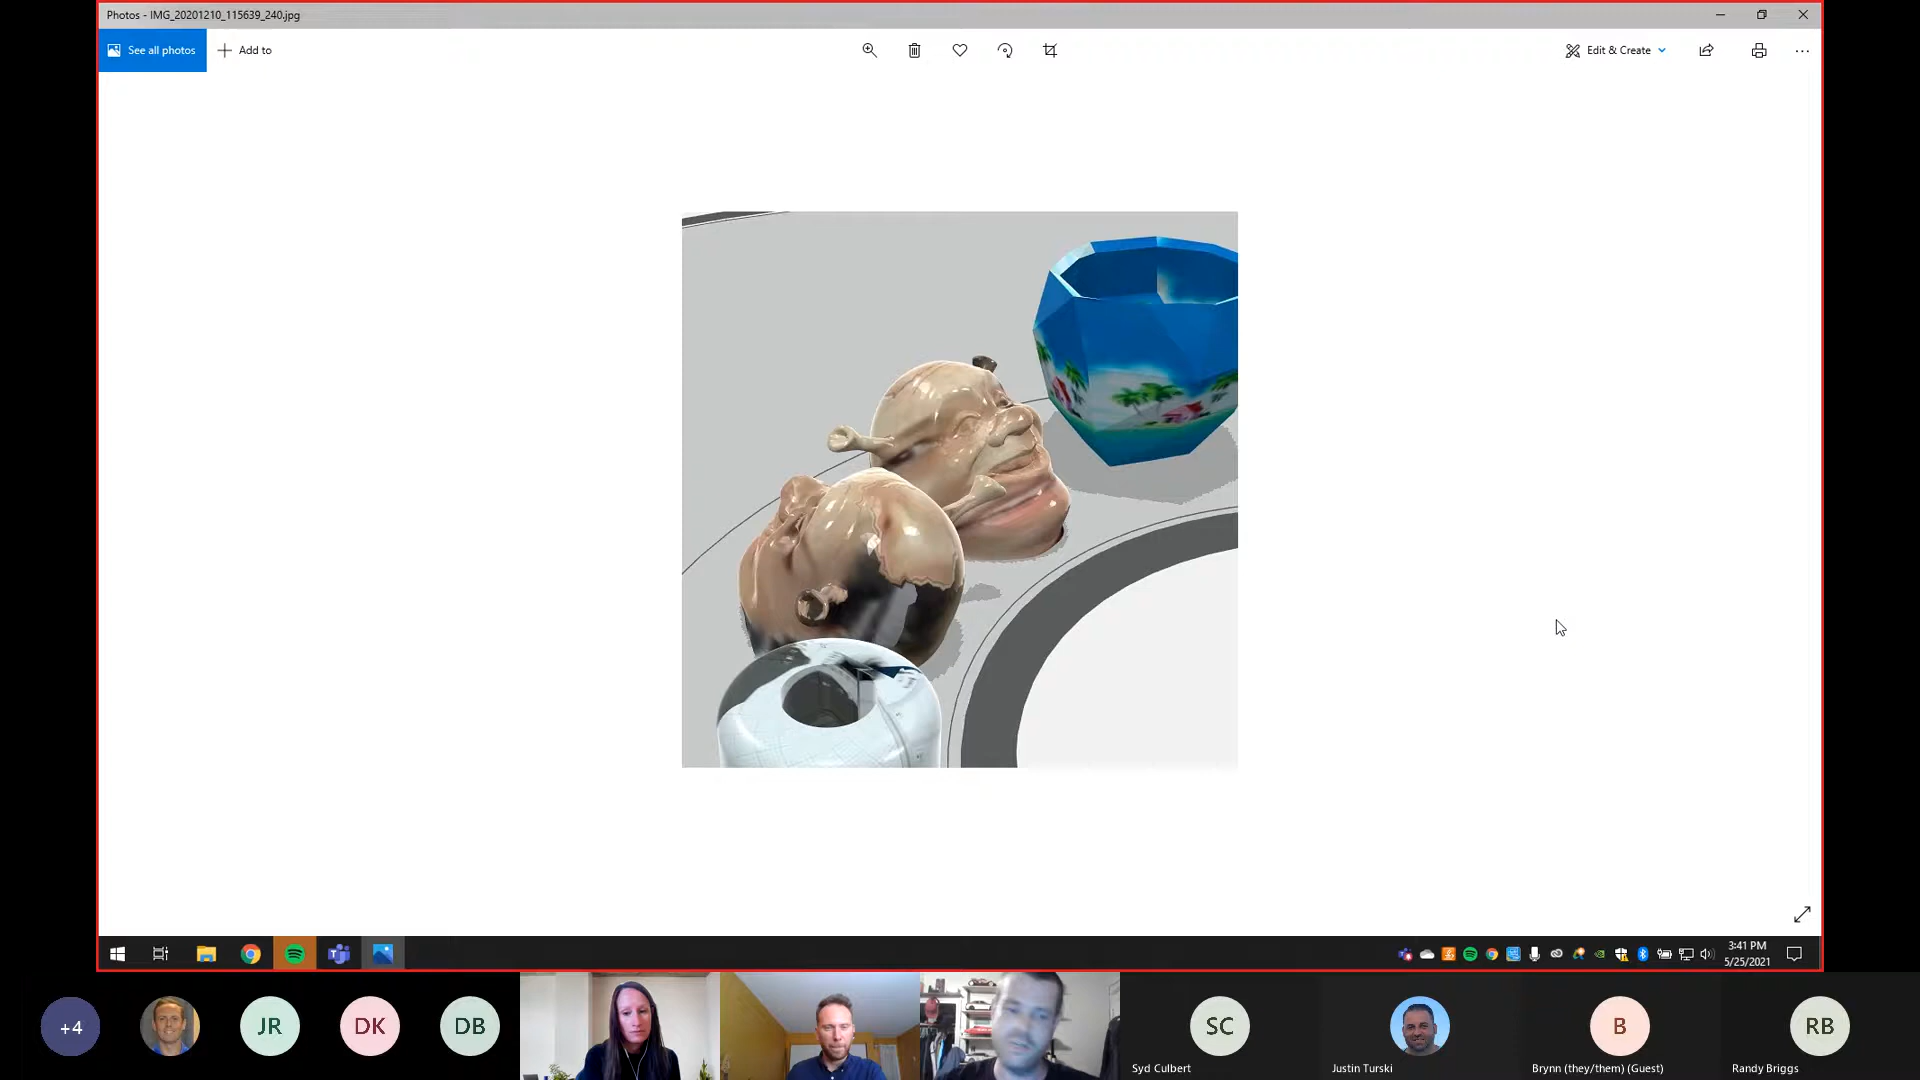 Photos - IMG_20201210_115639_240.jpg
See all photos
Add to
Edit & Create
3:41 PM
5/25/2021
+4
JR
DK
DB
SC
Syd Culbert
Justin Turski
B
Brynn (they/them) (Guest)
RB
Randy Briggs